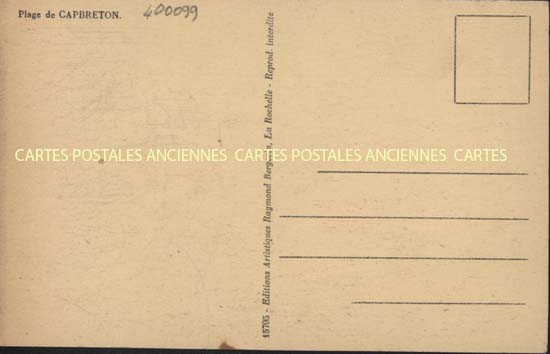 Plage de CAPBRETON.
400099
CARTES POSTALES ANCIENNES CARTES POSTALES ANCIENNES CARTES
15705 - Editions Artistiques Raymond La Rochelle - Reprod. interdite